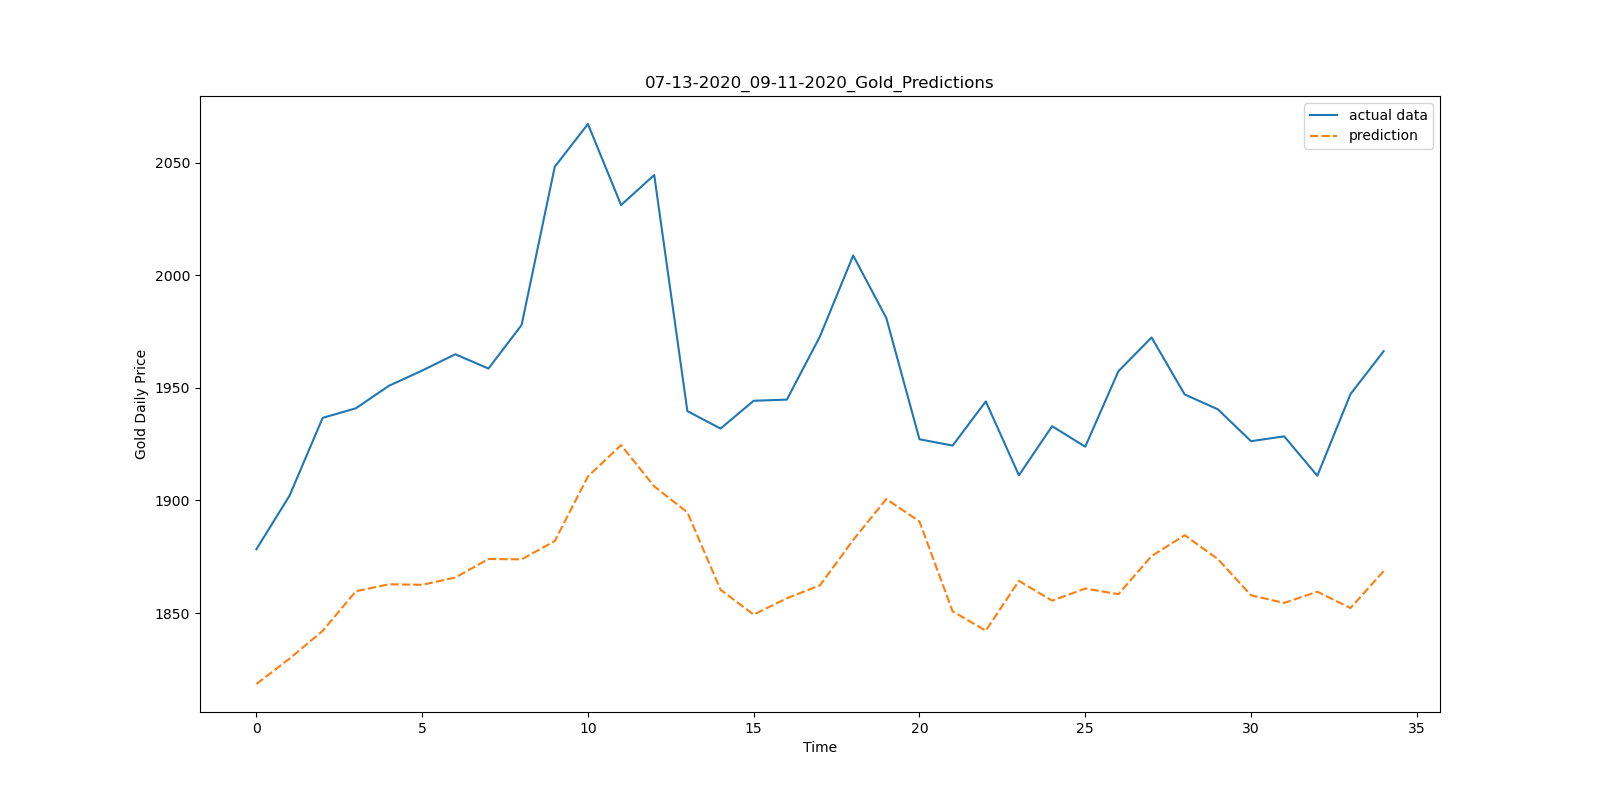 07-13-2020_09-11-2020_Gold_Predictions
actual data
prediction
2050
2000
1950
1900
1850
Gold Daily Price
0 5 10 15 20 25 30 35
Time